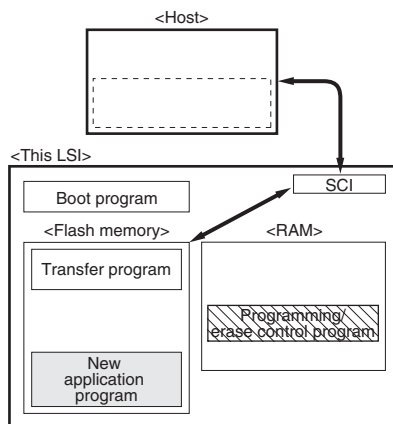 <Host>
<This LSI>
Boot program
SCI
<Flash memory>
<RAM>
Transfer program
Programming/
erase control program
New
application
program